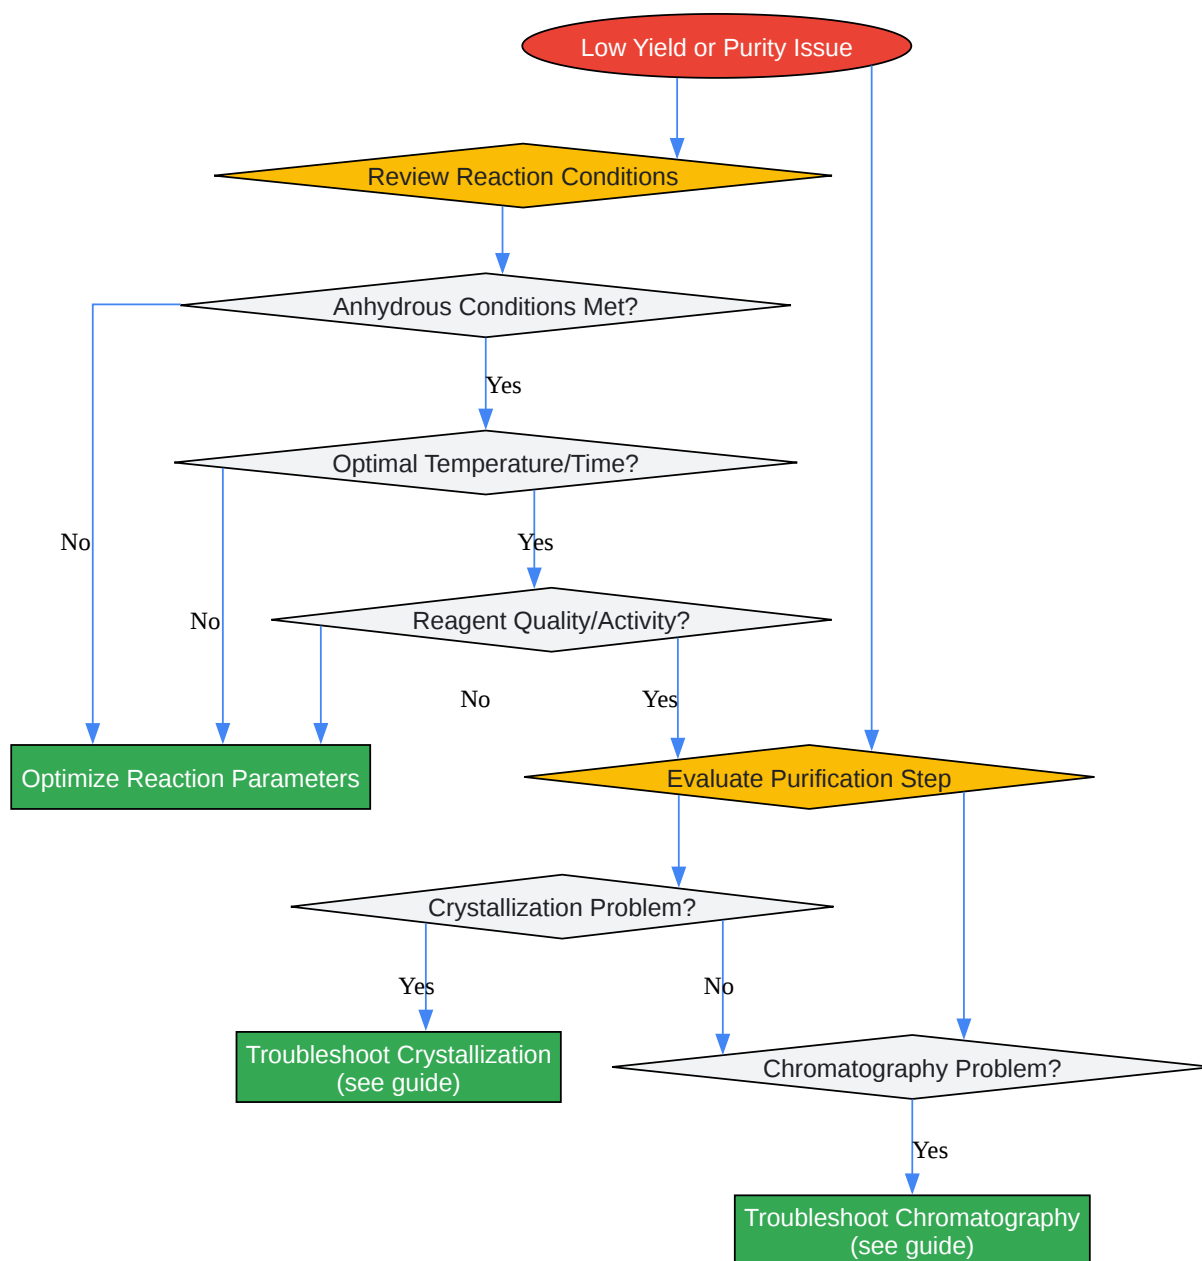 Low Yield or Purity Issue
Review Reaction Conditions
Anhydrous Conditions Met?
Yes
Optimal Temperature/Time?
No
Yes
No
Reagent Quality/Activity?
No
Yes
Optimize Reaction Parameters
Evaluate Purification Step
Crystallization Problem?
Yes
No
Troubleshoot Crystallization
(see guide)
Chromatography Problem?
Yes
Troubleshoot Chromatography
(see guide)